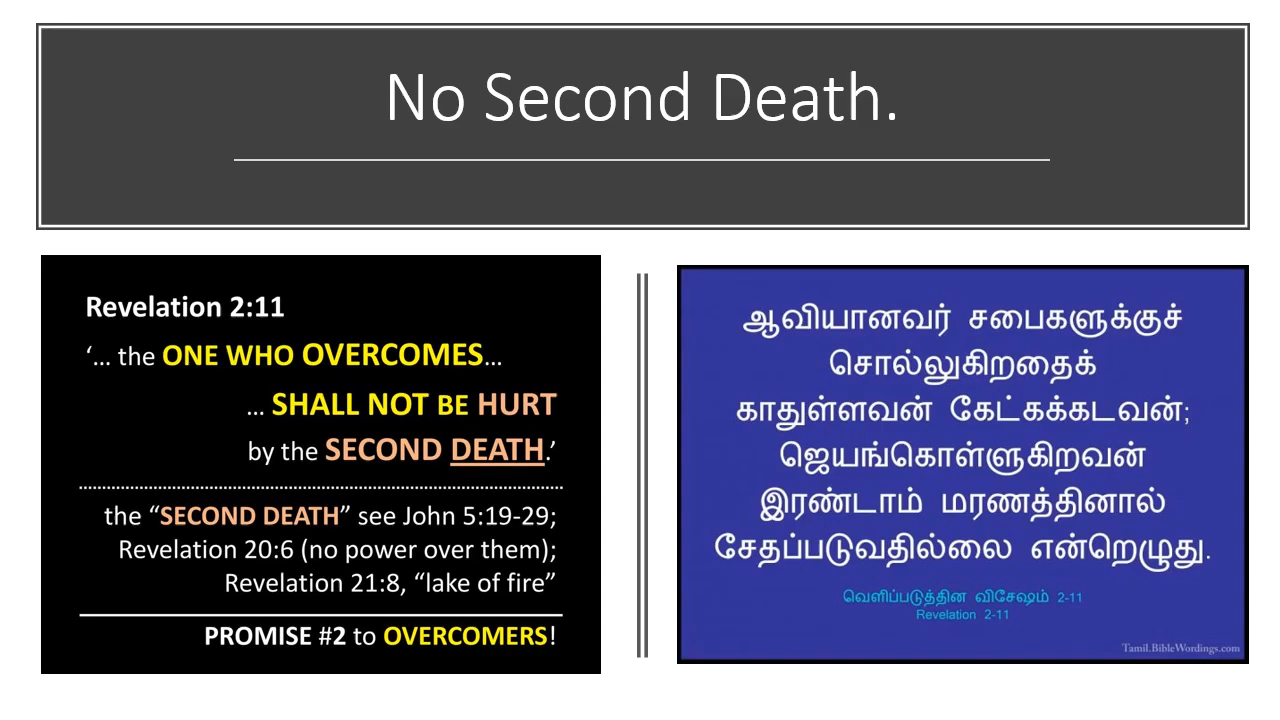 No Second Death.
Revelation 2:11
‘... the ONE WHO OVERCOMES...
... SHALL NOT BE HURT
by the SECOND DEATH.’
the “SECOND DEATH” see John 5:19-29;
Revelation 20:6 (no power over them);
Revelation 21:8, “lake of fire”
PROMISE #2 to OVERCOMERS!
ஆவியானவர் சபைகளுக்குச்
சொல்லுகிறதைக்
காதுள்ளவன் கேட்கக்கடவன்;
ஜெயங்கொள்ளுகிறவன்
இரண்டாம் மரணத்தினால்
சேதப்படுவதில்லை என்றெழுது.
வெளிப்படுத்தின விசேஷம் 2-11
Revelation 2-11
Tamil.BibleWordings.com